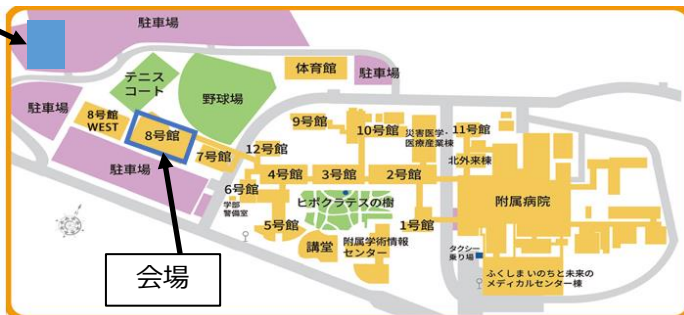 駐車場
体育館
駐車場
テニス
コート
野球場
駐車場
8号館
WEST
8号館
7号館
駐車場
12号館
9号館
10号館
災害医学・
医療産業棟
11号館
北外来棟
4号館
3号館
2号館
6号館
学部
警備室
ヒポクラテスの樹
附属病院
5号館
講堂
附属学術情報
センター
1号館
タクシー
乗り場
ふくしま いのちと未来の
メディカルセンター棟
会場